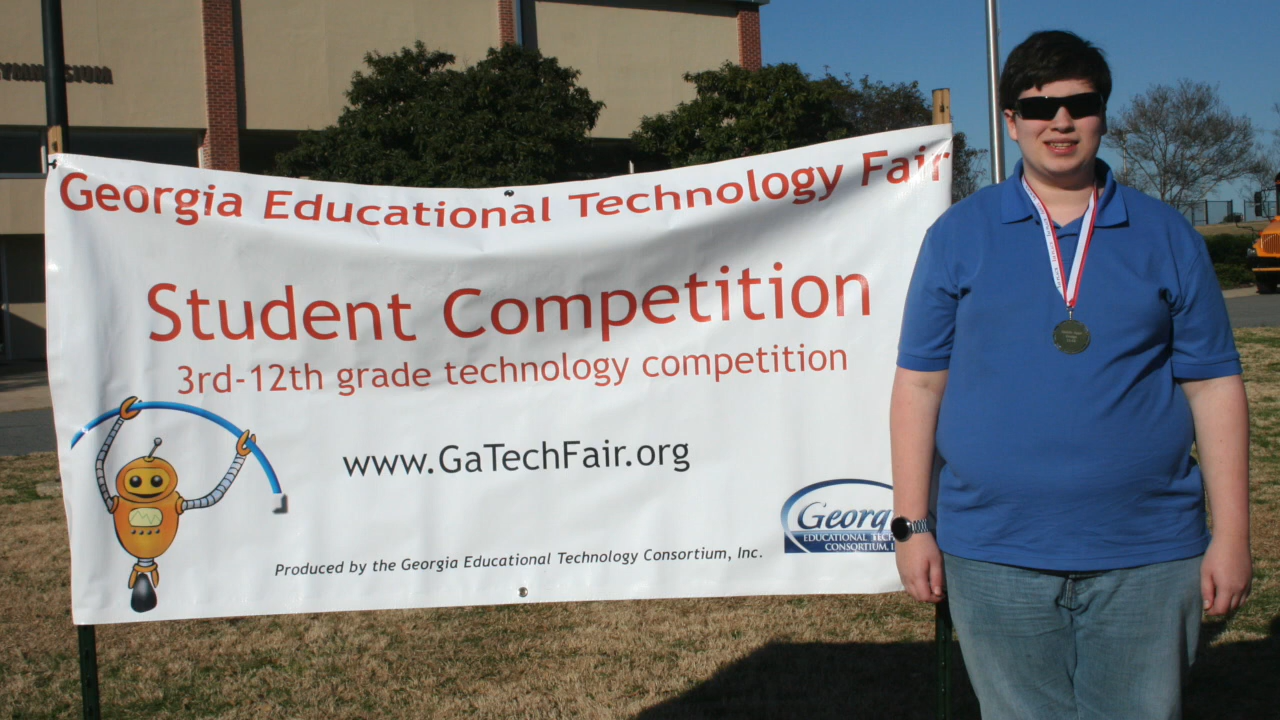 Georgia Educational Technology Fair
Student Competition
3rd-12th grade technology competition
www.GaTechFair.org
Georg
EDUCATIONAL TECH
CONSORTIUM, I
Produced by the Georgia Educational Technology Consortium, Inc.